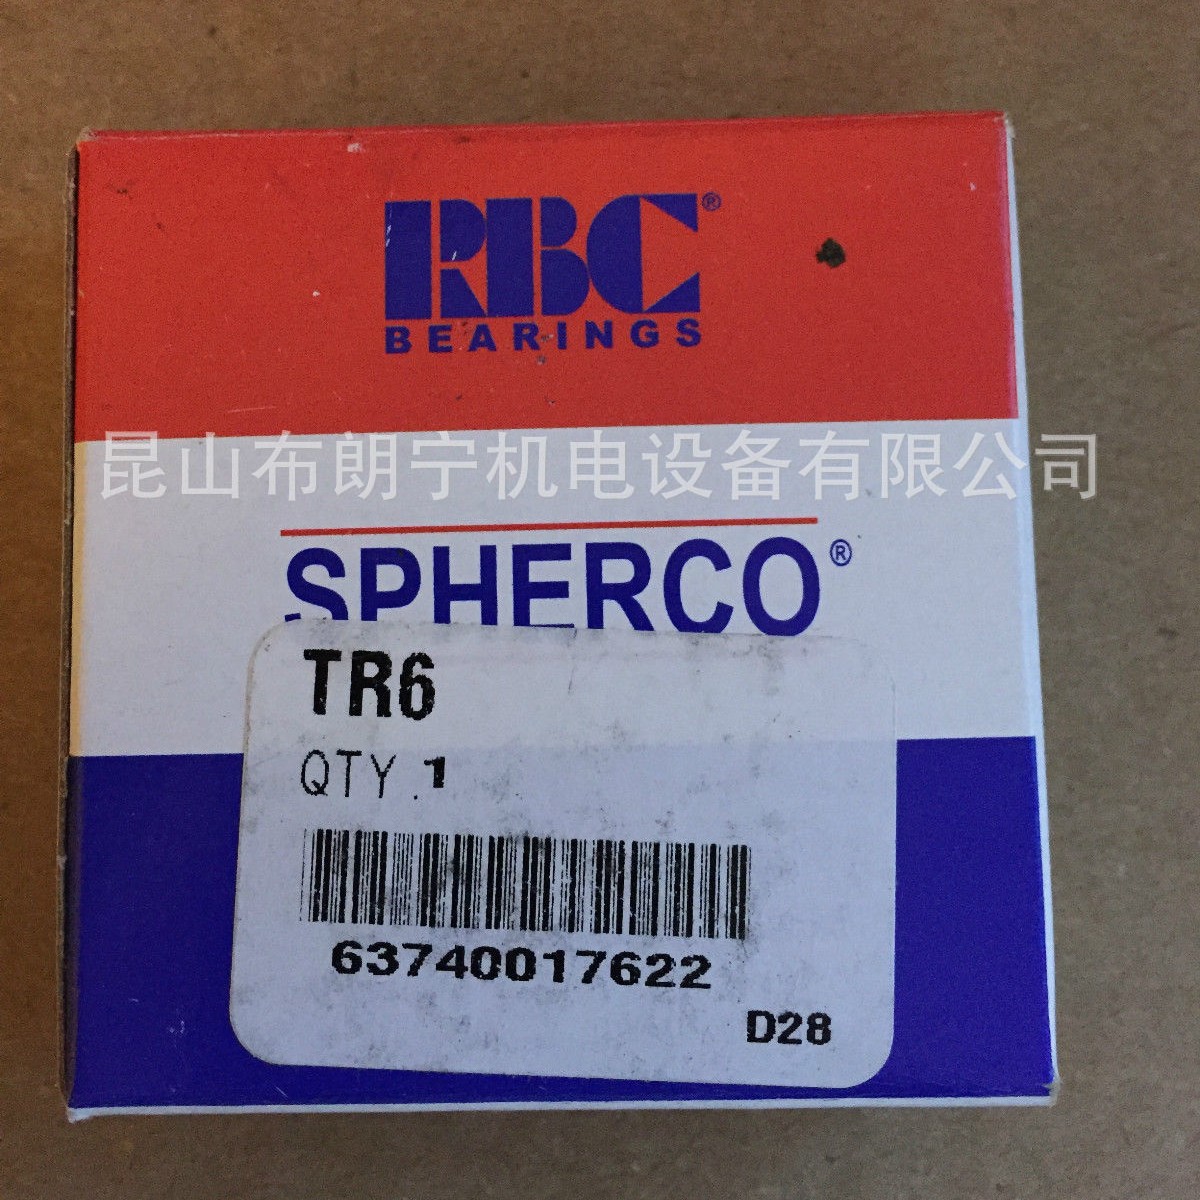 RBC®
BEARINGS
昆山布朗宁机电设备有限公司
SPHERCO®
TR6
QTY. 1
63740017622
D28